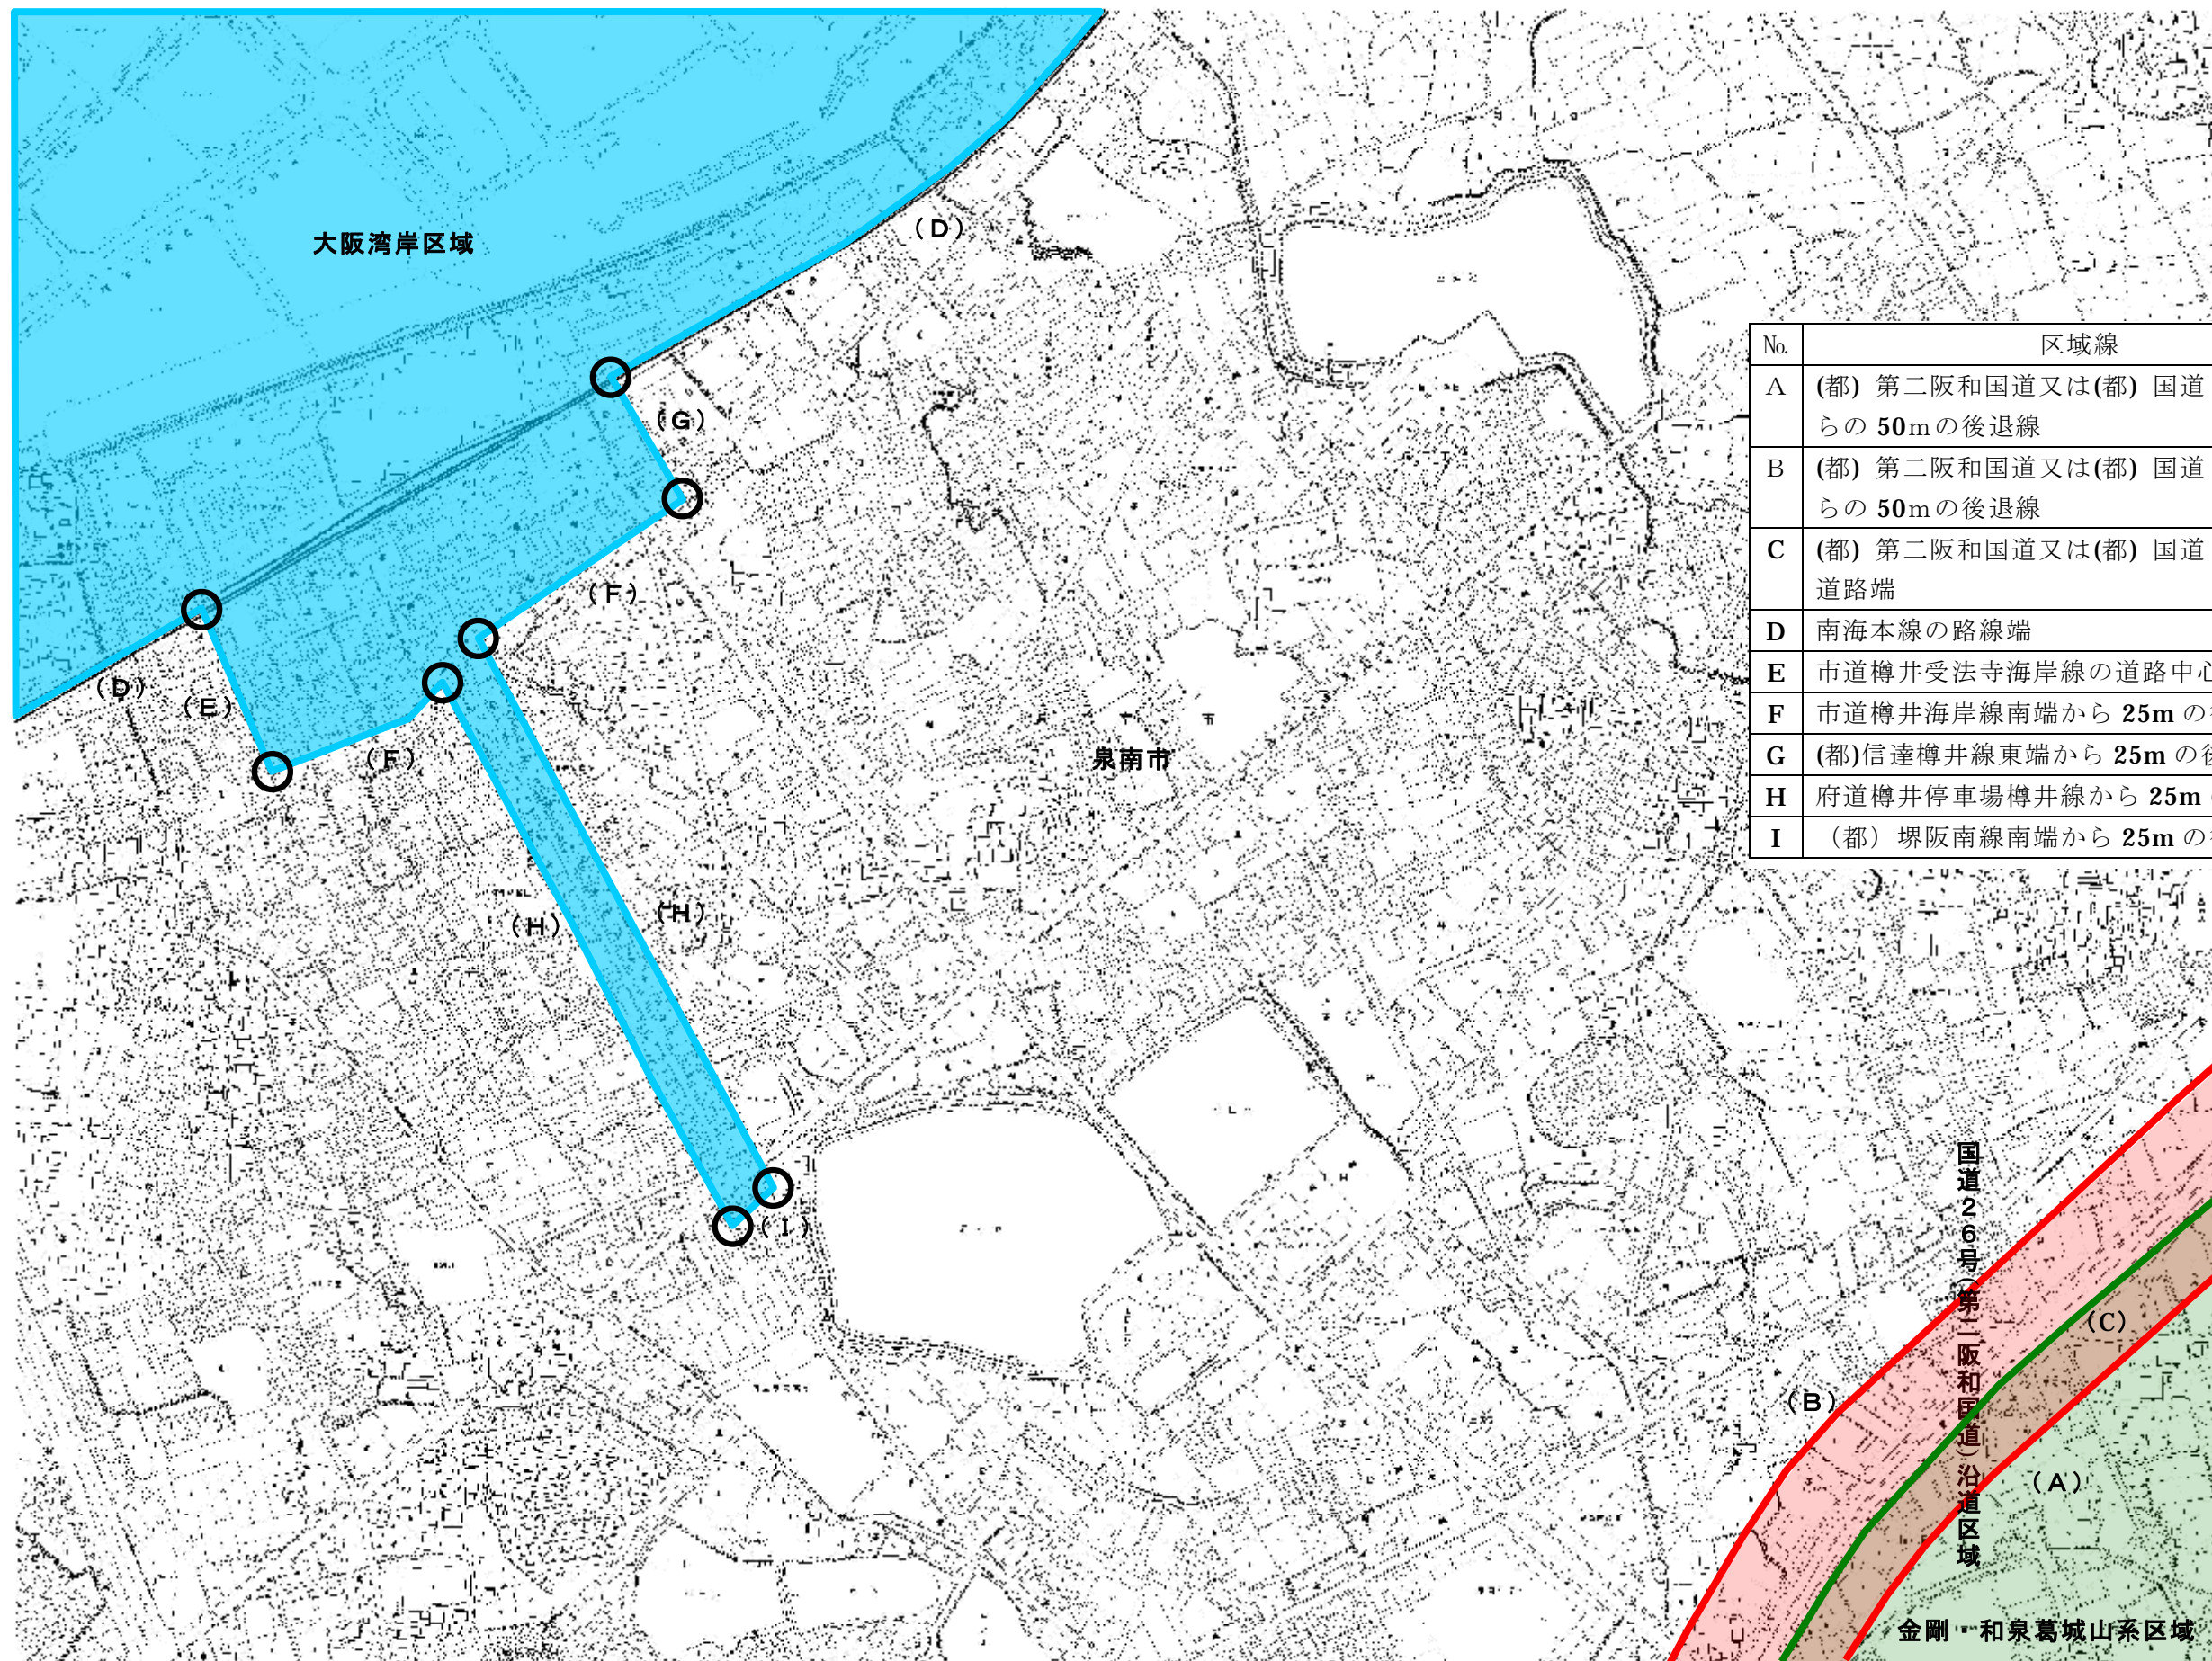 大阪湾岸区域
（D）
（G）
（F）
（D）
（E）
（F）
泉南市
（H）
（H）
（I）
№ 区域線
A (都) 第二阪和国道又は(都) 国道
らの 50mの後退線
B (都) 第二阪和国道又は(都) 国道
らの 50mの後退線
C (都) 第二阪和国道又は(都) 国道
道路端
D 南海本線の路線端
E 市道樽井受法寺海岸線の道路中心
F 市道樽井海岸線南端から 25m の
G (都)信達樽井線東端から 25m の後
H 府道樽井停車場樽井線から 25m
I （都）堺阪南線南端から 25m の
国道２６号（第二阪和国道）沿道区域
（C）
（B）
（A）
金剛・和泉葛城山系区域